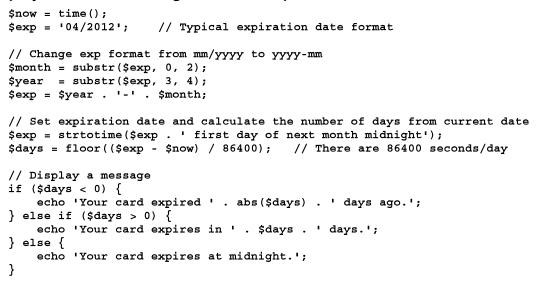 $now = time();
$exp = '04/2012';    // Typical expiration date format

// Change exp format from mm/yyyy to yyyy-mm
$month = substr($exp, 0, 2);
$year  = substr($exp, 3, 4);
$exp = $year . '-' . $month;

// Set expiration date and calculate the number of days from current date
$exp = strtotime($exp . ' first day of next month midnight');
$days = floor(($exp - $now) / 86400);   // There are 86400 seconds/day

// Display a message
if ($days < 0) {
    echo 'Your card expired ' . abs($days) . ' days ago.';
} else if ($days > 0) {
    echo 'Your card expires in ' . $days . ' days.';
} else {
    echo 'Your card expires at midnight.';
}